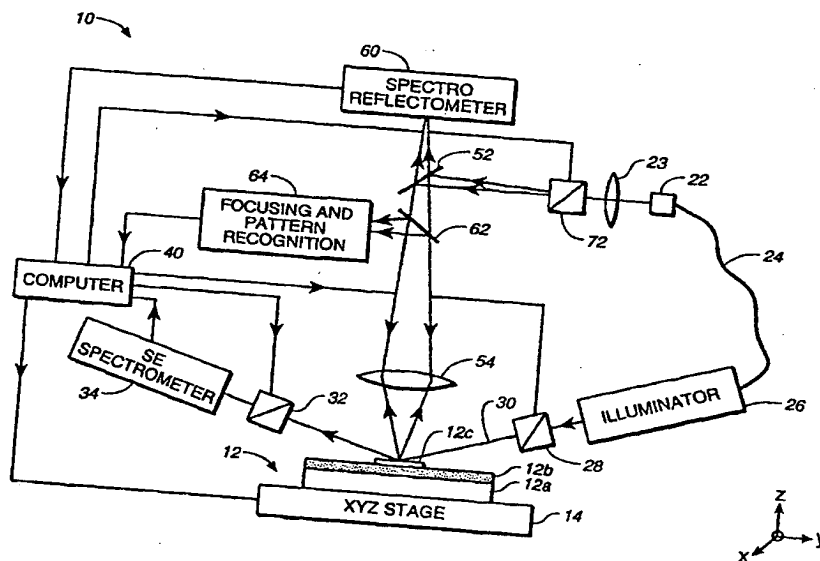 10
60
SPECTRO
REFLECTOMETER
52
23
22
64
FOCUSING AND
PATTERN
RECOGNITION
62
72
24
COMPUTER
40
SE
SPECTROMETER
34
32
54
30
ILLUMINATOR
26
28
12
12c
12b
12a
XYZ STAGE
14
z
y
x